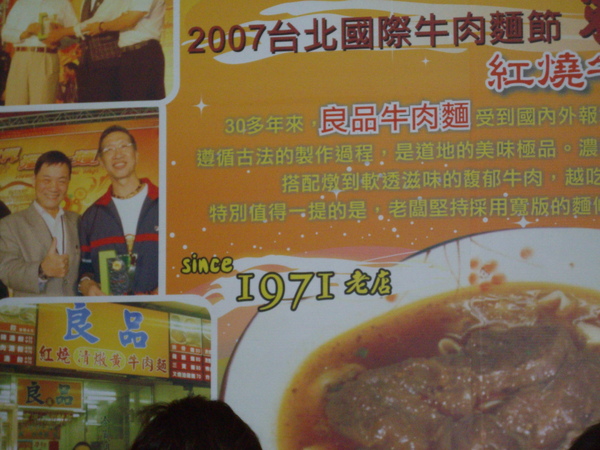 2007台北國際牛肉麵節
紅燒牛
30多年來，良品牛肉麵 受到國內外報
遵循古法的製作過程，是道地的美味極品。濃
搭配燉到軟透滋味的馥郁牛肉，越吃
特別值得一提的是，老闆堅持採用寬版的麵條
since
1971 老店
良品
紅燒 清燉黃牛肉麵
良品